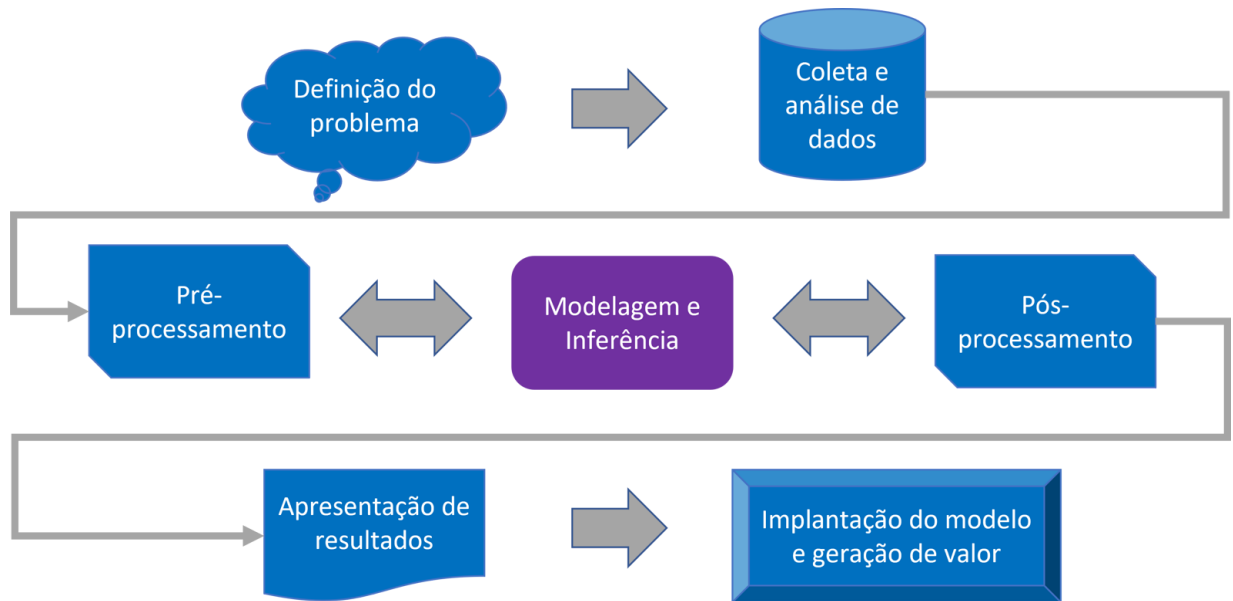 Definição do
problema
Coleta e
análise de
dados
Pré-
processamento
Modelagem e
Inferência
Pós-
processamento
Apresentação de
resultados
Implantação do modelo
e geração de valor